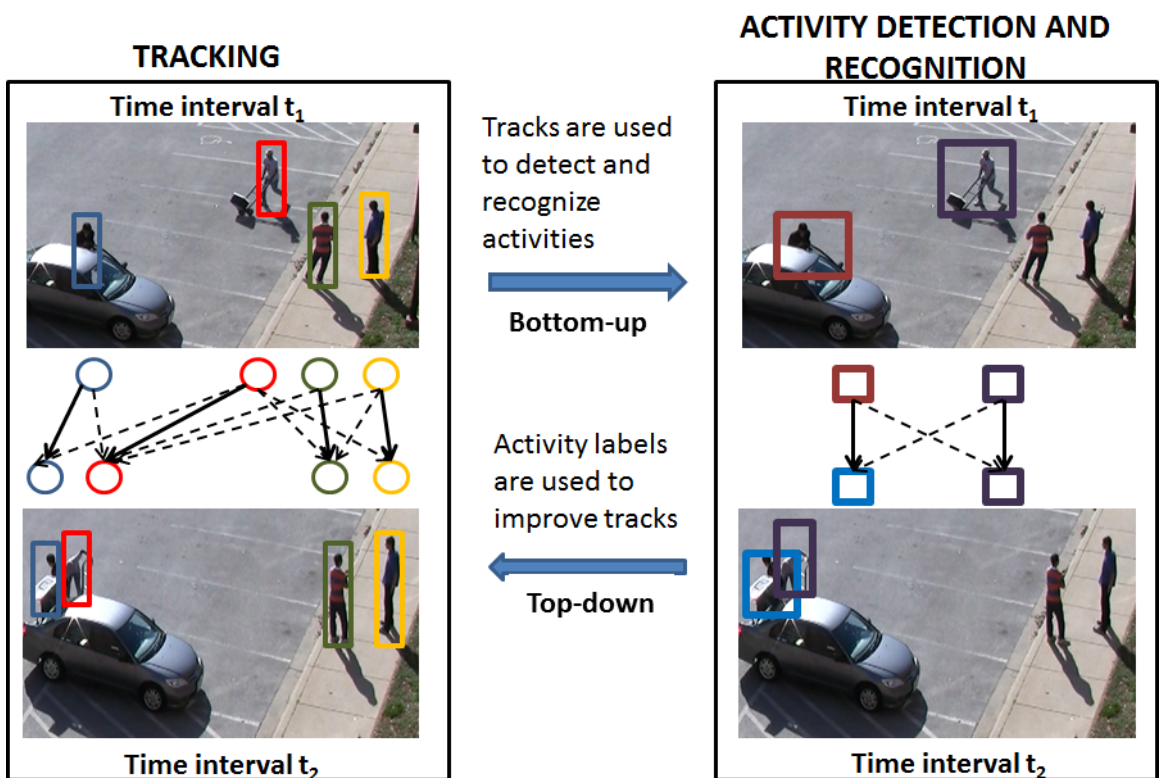 TRACKING
Time interval t₁
Time interval t₂
Tracks are used
to detect and
recognize
activities
Bottom-up
Activity labels
are used to
improve tracks
Top-down
ACTIVITY DETECTION AND
RECOGNITION
Time interval t₁
Time interval t₂